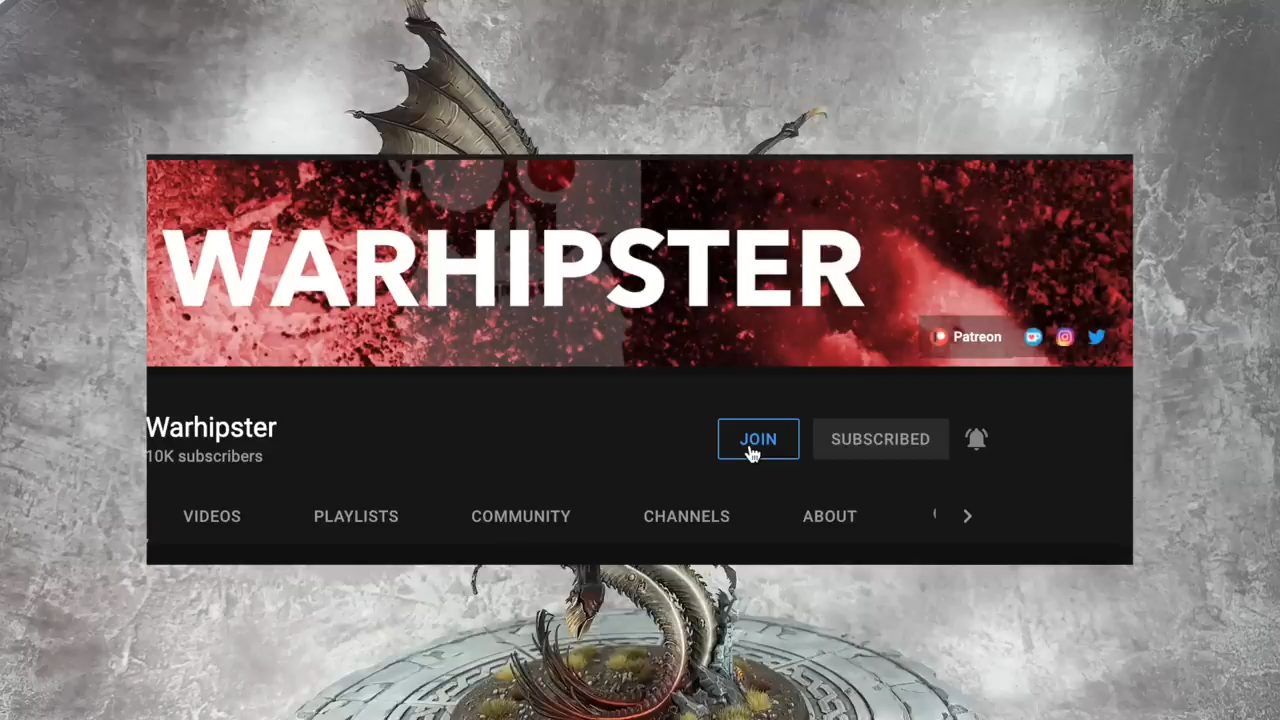 WARHIPSTER
Patreon
Warhipster
10K subscribers
JOIN
SUBSCRIBED
VIDEOS
PLAYLISTS
COMMUNITY
CHANNELS
ABOUT